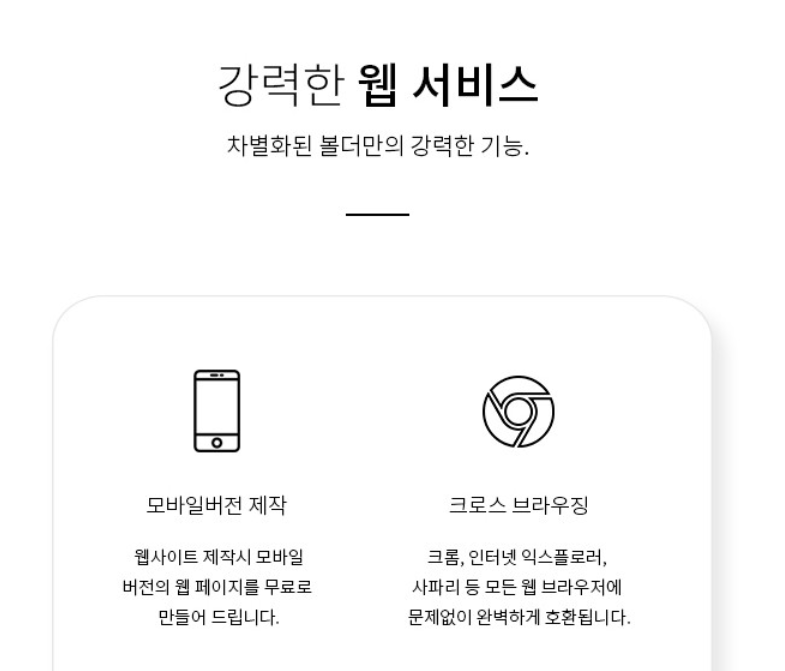 강력한 웹 서비스
차별화된 볼더만의 강력한 기능.
모바일버전 제작
웹사이트 제작시 모바일
버전의 웹 페이지를 무료로
만들어 드립니다.
크로스 브라우징
크롬, 인터넷 익스플로러,
사파리 등 모든 웹 브라우저에
문제없이 완벽하게 호환됩니다.